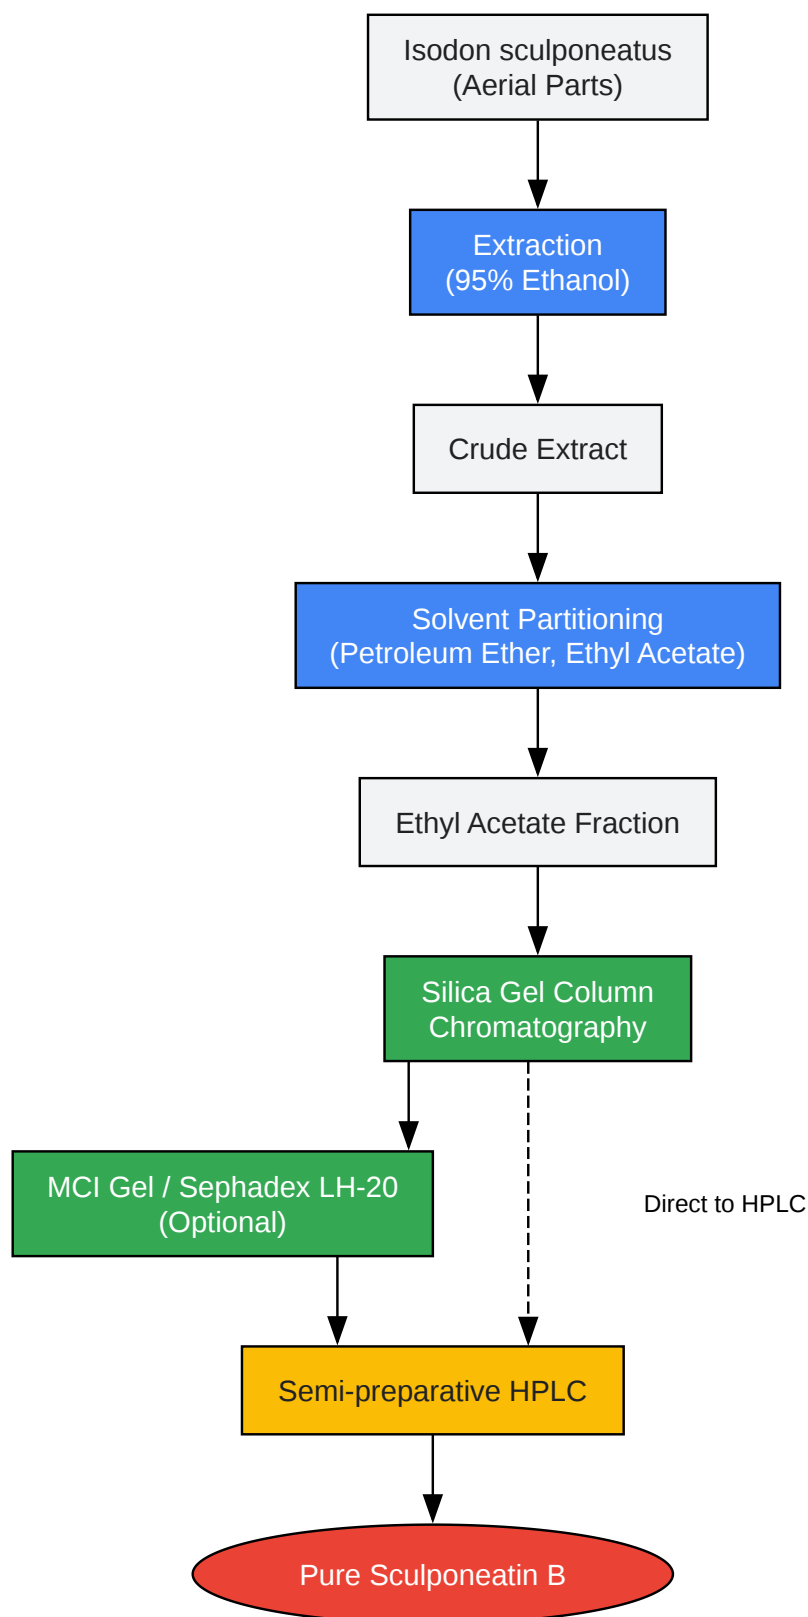 Isodon sculponeatus
(Aerial Parts)
Extraction
(95% Ethanol)
Crude Extract
Solvent Partitioning
(Petroleum Ether, Ethyl Acetate)
Ethyl Acetate Fraction
Silica Gel Column
Chromatography
MCI Gel / Sephadex LH-20
(Optional)
Direct to HPLC
Semi-preparative HPLC
Pure Sculponeatin B